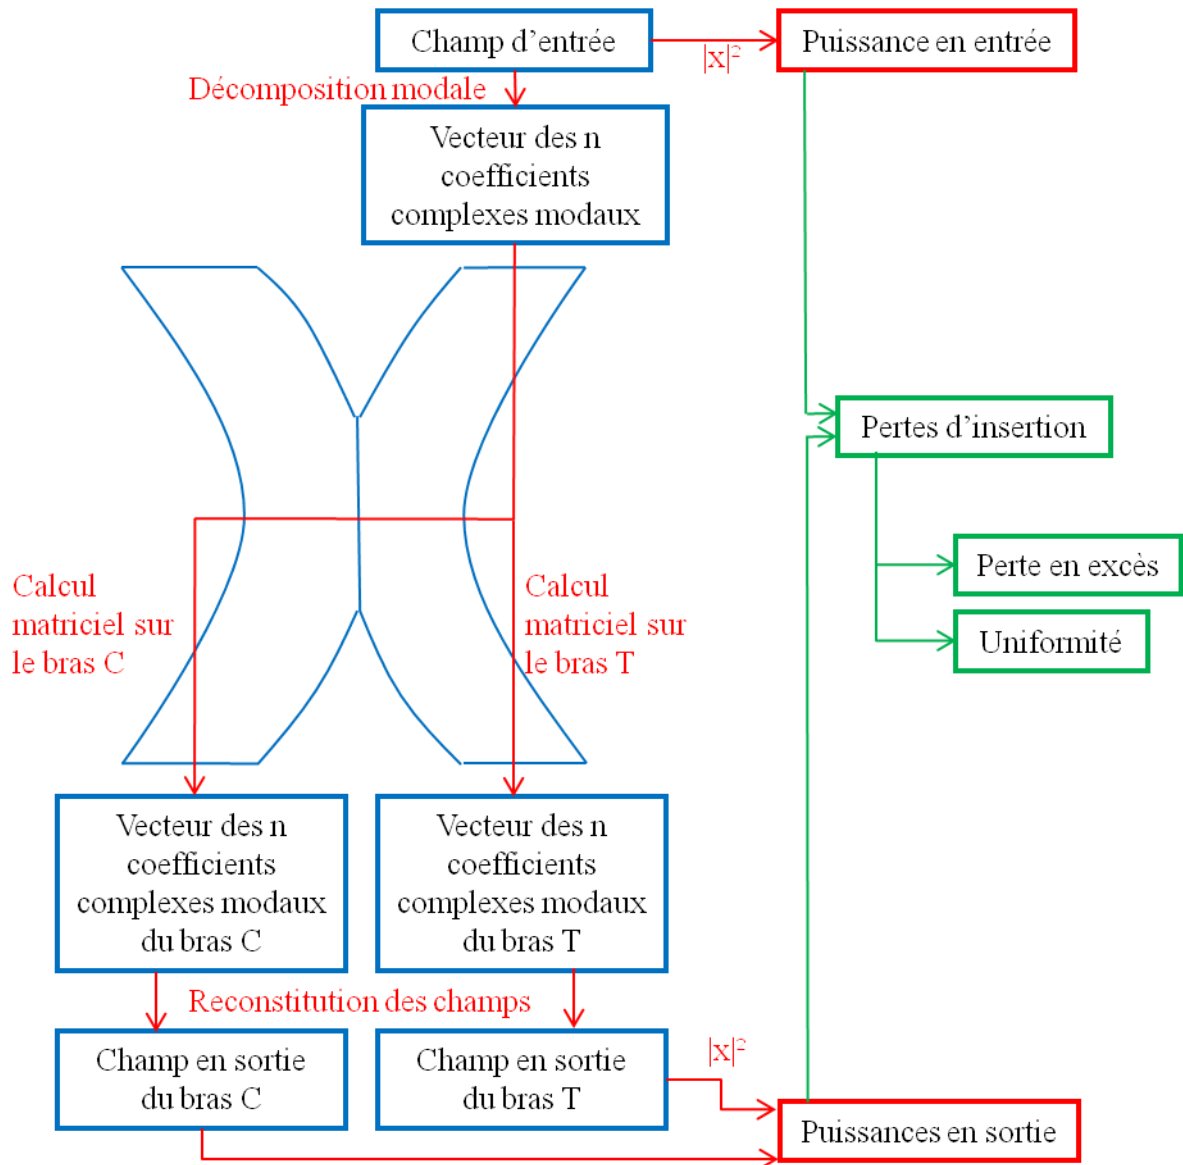 Champ d’entrée
|x|²
Puissance en entrée
Décomposition modale
Vecteur des n
coefficients
complexes modaux
Pertes d’insertion
Perte en excès
Uniformité
Calcul
matriciel sur
le bras C
Calcul
matriciel sur
le bras T
Vecteur des n
coefficients
complexes modaux
du bras C
Vecteur des n
coefficients
complexes modaux
du bras T
Reconstitution des champs
Champ en sortie
du bras C
Champ en sortie
du bras T
|x|²
Puissances en sortie